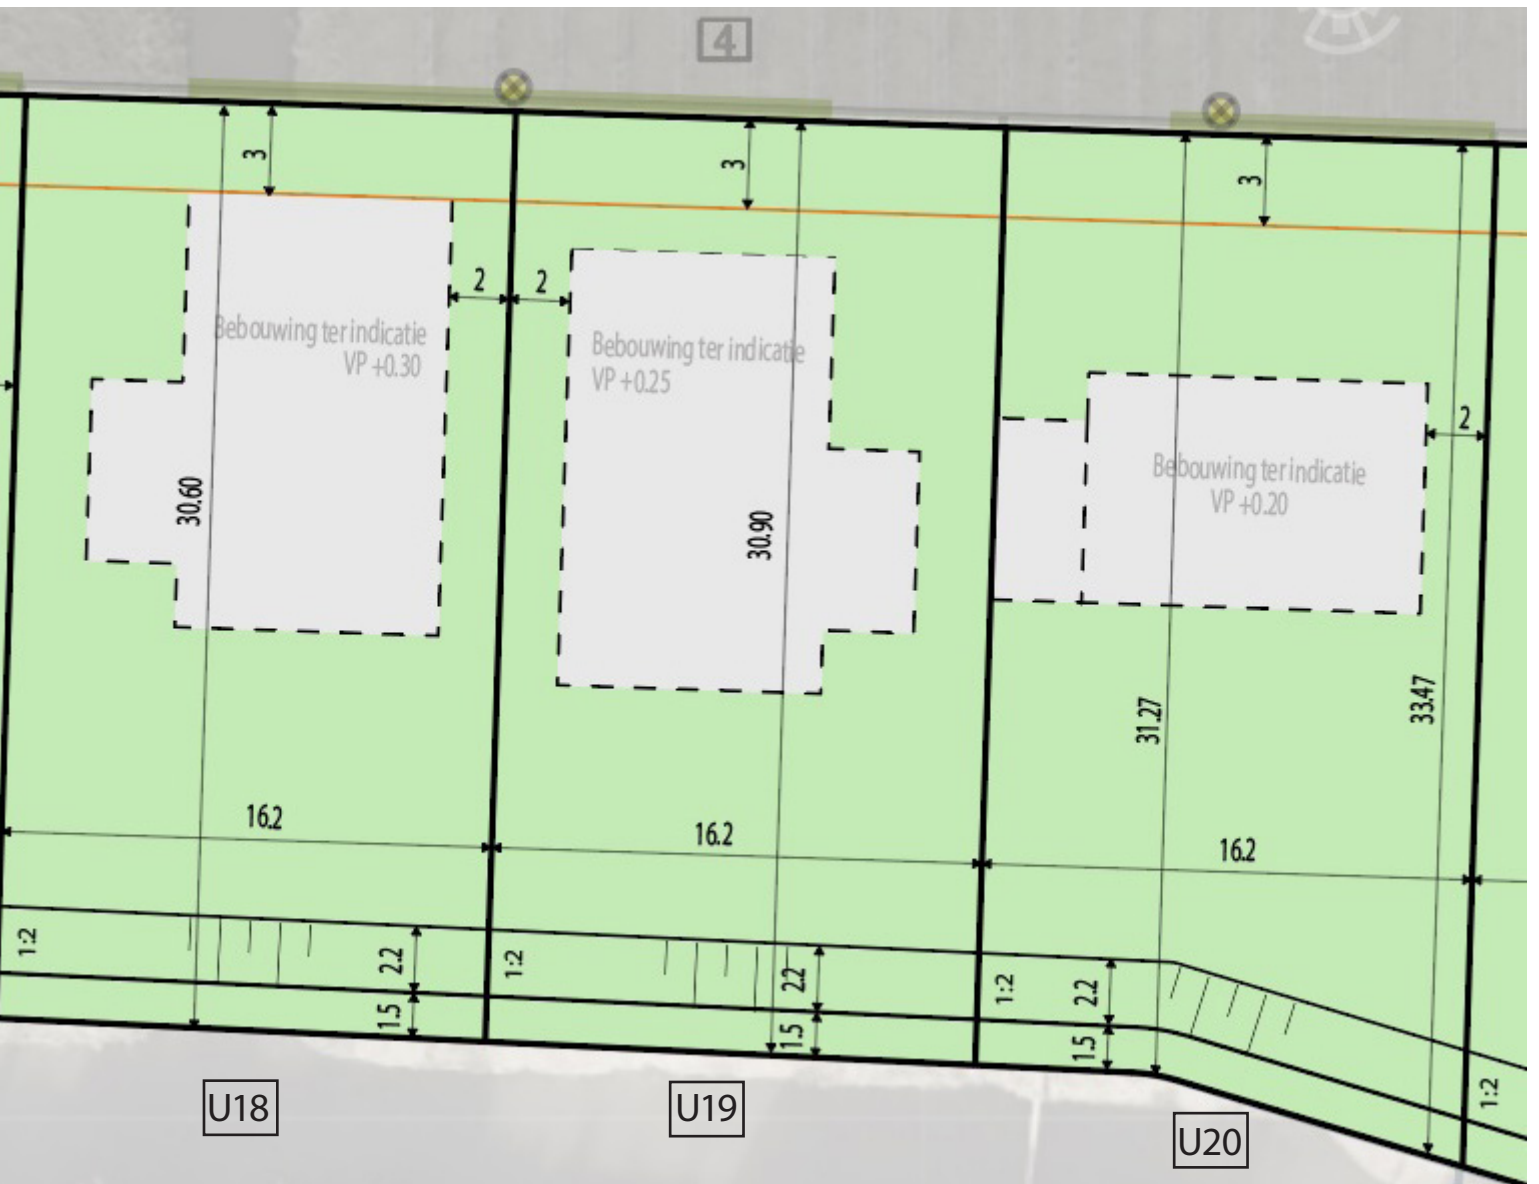 4
3
3
3
2
2
Bebouwing ter indicatie
VP +0.30
Bebouwing ter indicatie
VP +0.25
2
Bebouwing ter indicatie
VP +0.20
30.60
30.90
31.27
33.47
16.2
16.2
16.2
1:2
2.2
1.5
1:2
2.2
1.5
1:2
2.2
1.5
1:2
U18
U19
U20